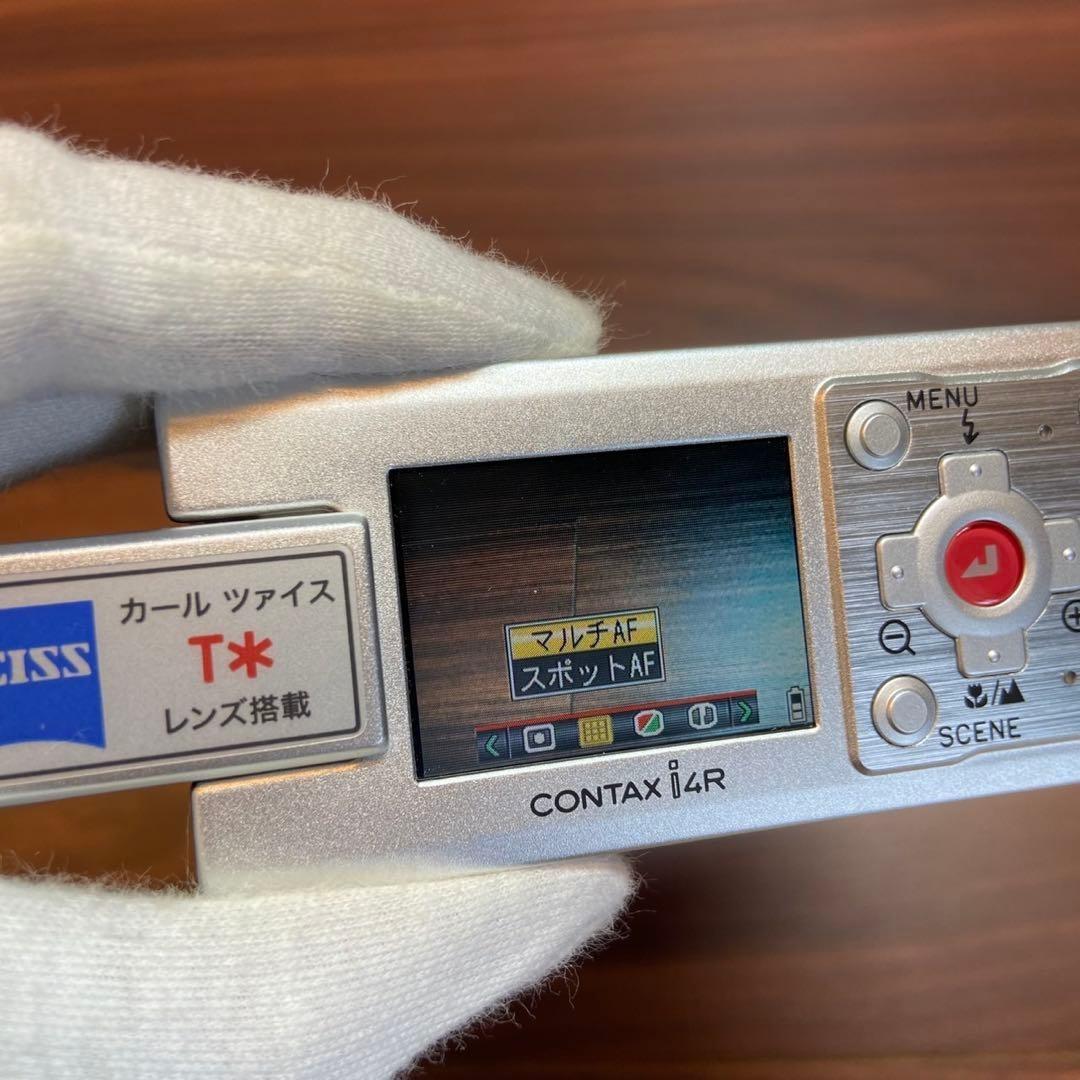 カール ツァイス
T*
レンズ搭載
マルチAF
スポットAF
CONTAX i4R
MENU
SCENE